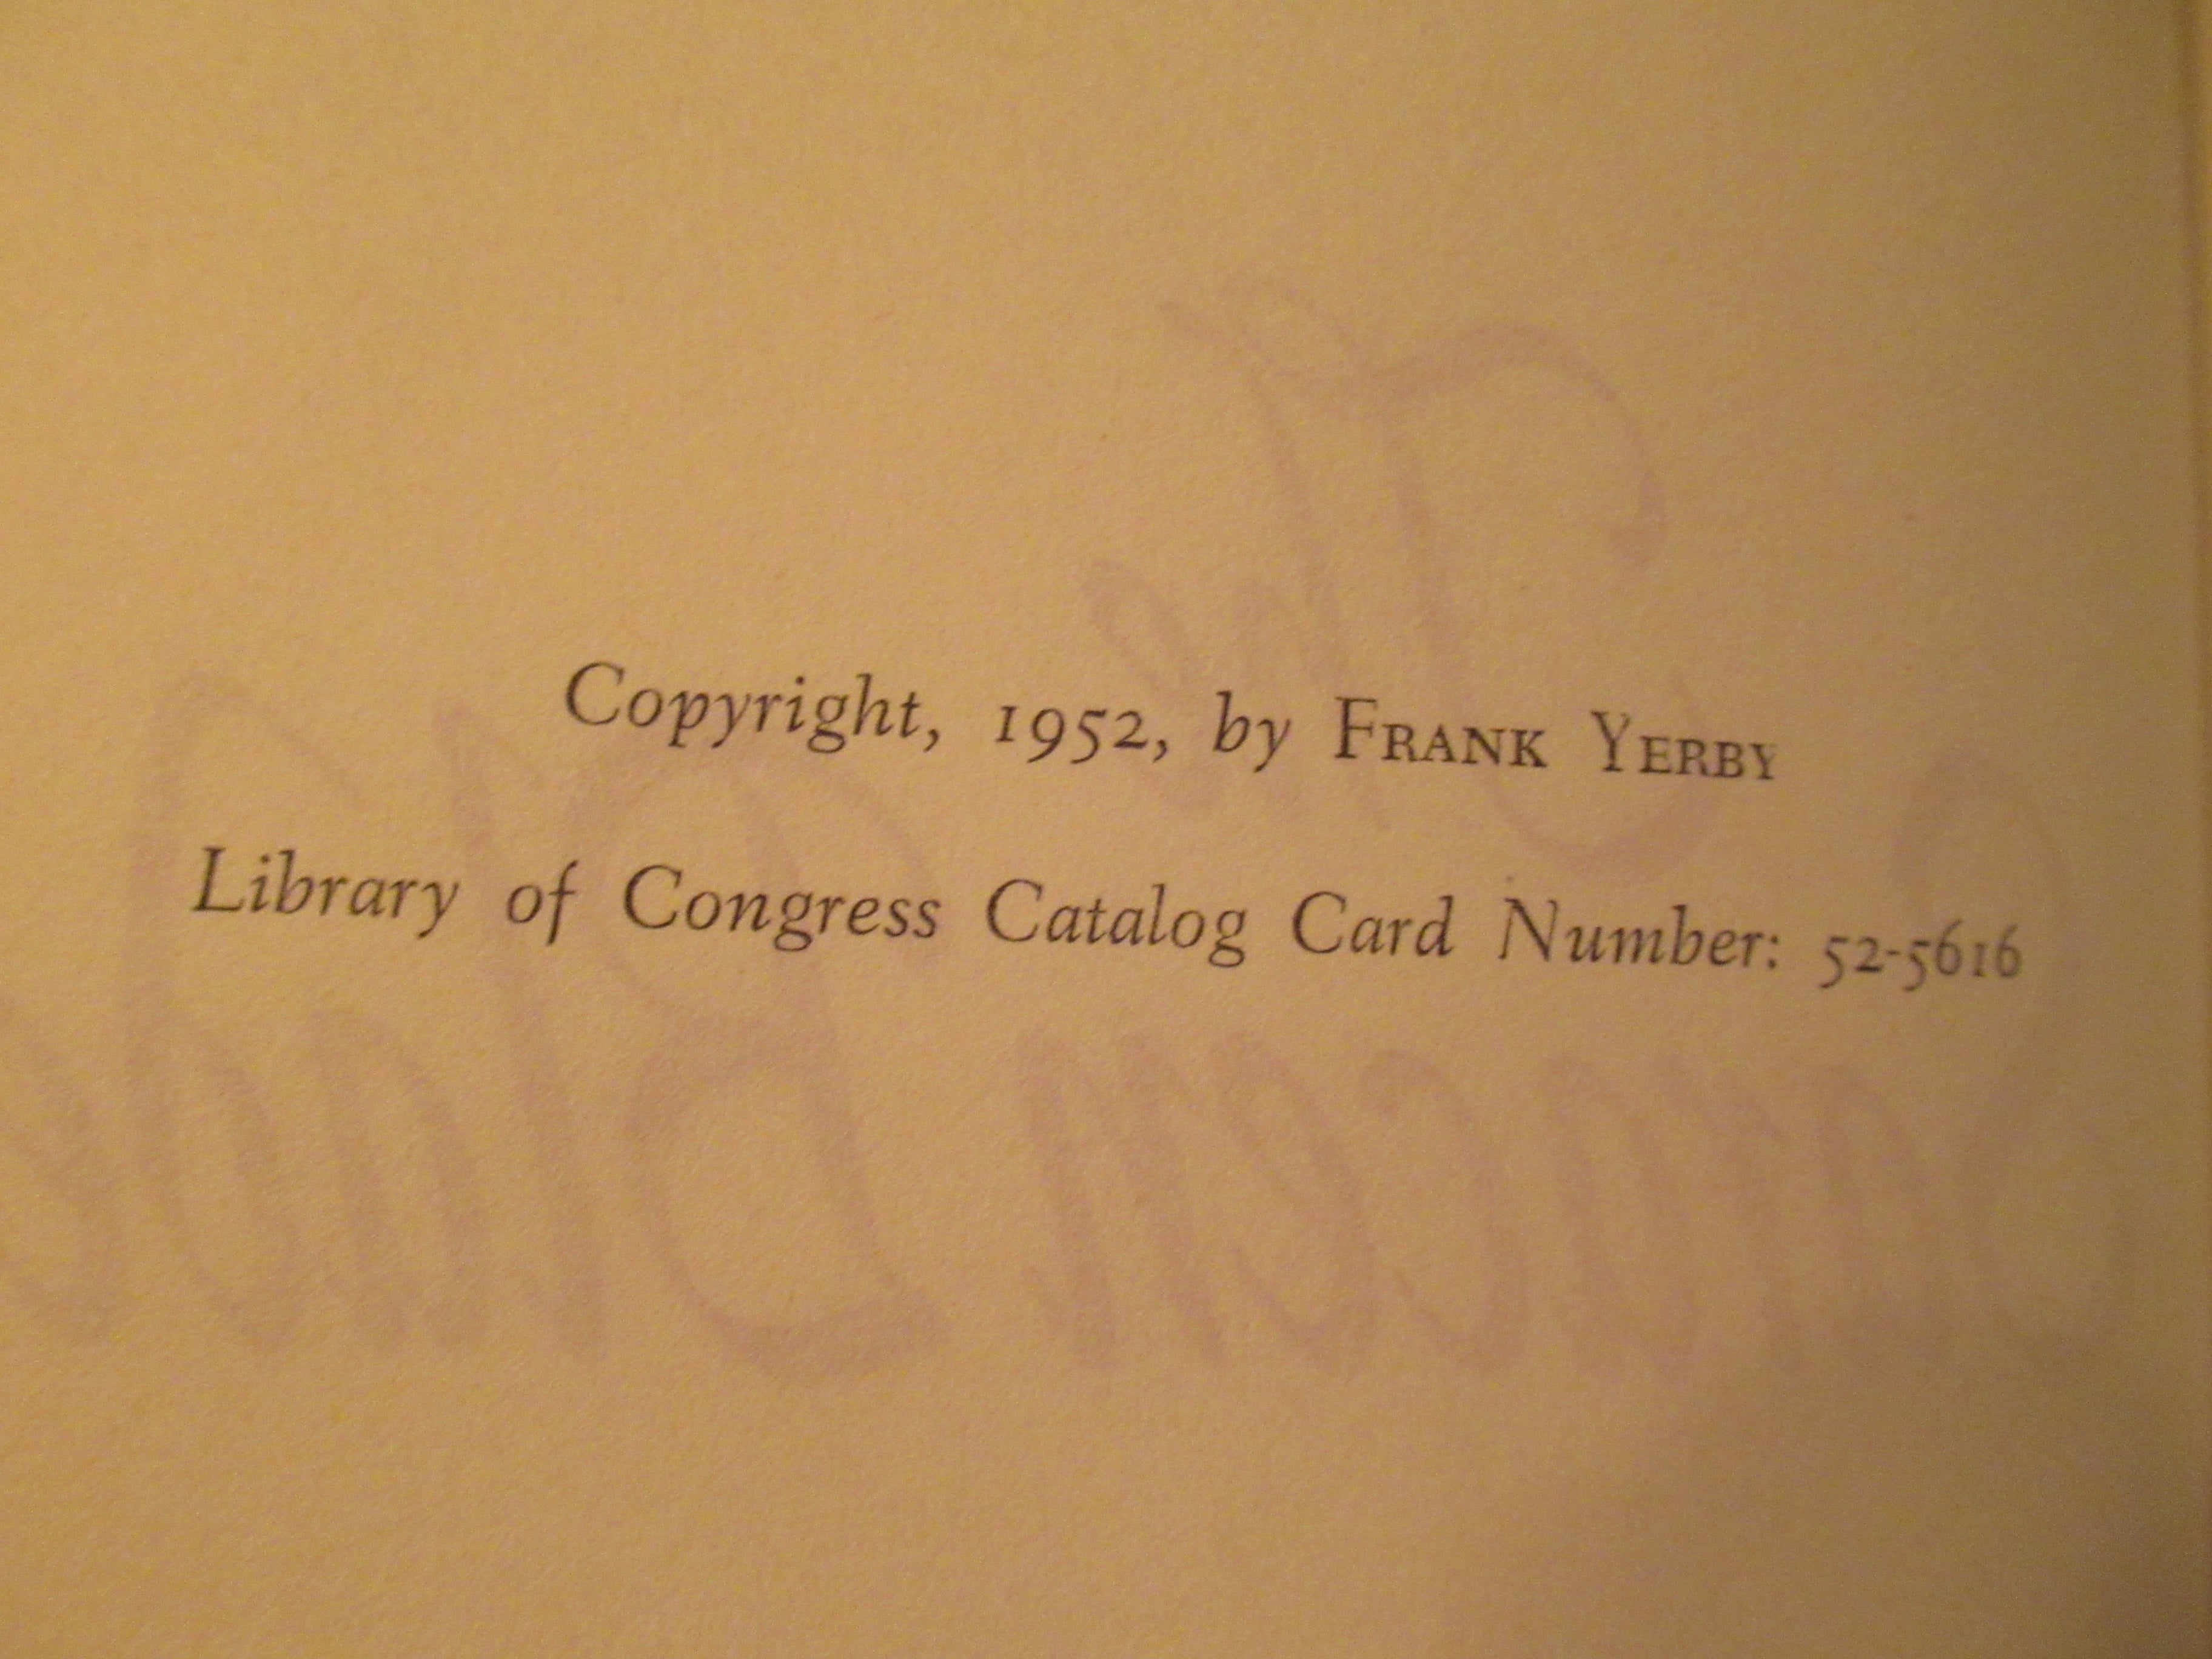 Copyright, 1952, by FRANK YERBY
Library of Congress Catalog Card Number: 52-5616